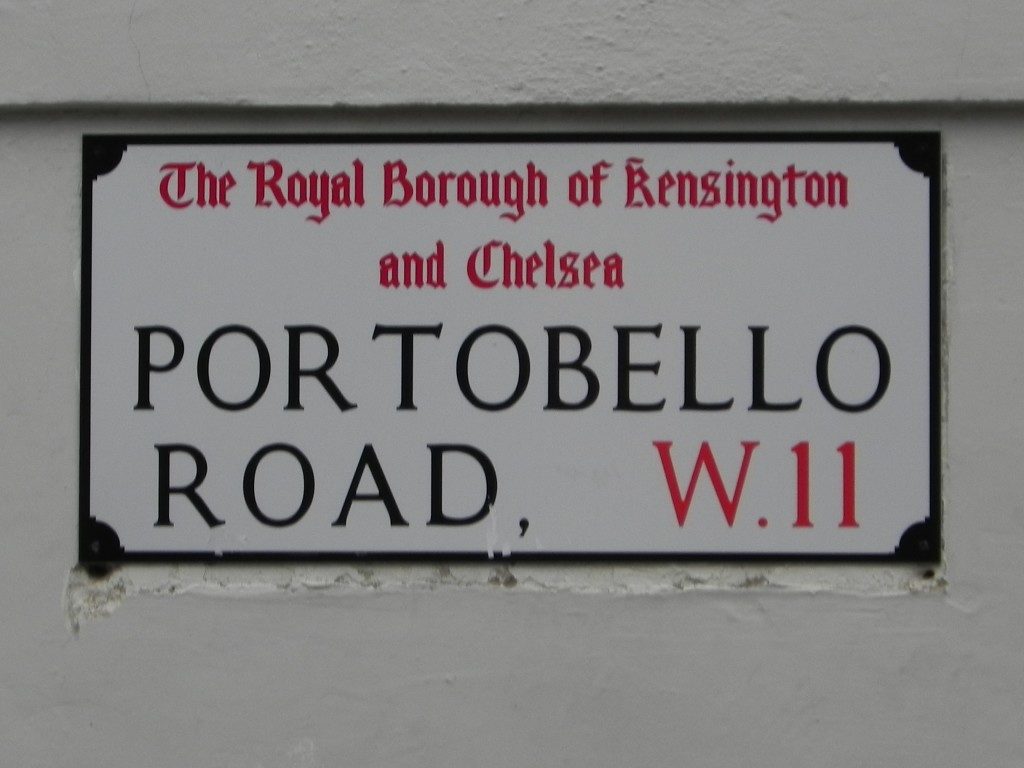 The Royal Borough of Kensington
and Chelsea
PORTOBELLO
ROAD, W.11